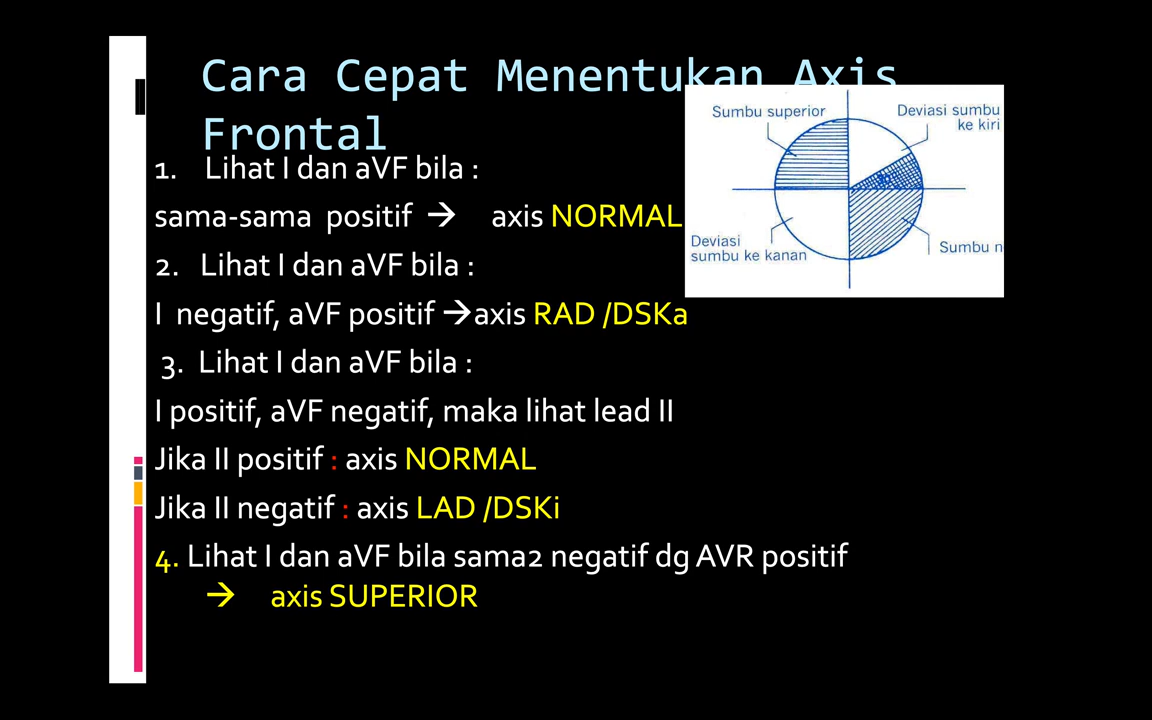 Cara Cepat Menentukan Axis
Frontal
Sumbu superior
Deviasi sumbu
ke kiri
Deviasi
sumbu ke kanan
Sumbu n
1. Lihat I dan aVF bila :
sama-sama positif → axis NORMAL
2. Lihat I dan aVF bila :
I negatif, aVF positif →axis RAD /DSKa
3. Lihat I dan aVF bila :
I positif, aVF negatif, maka lihat lead II
Jika II positif : axis NORMAL
Jika II negatif : axis LAD /DSKi
4. Lihat I dan aVF bila sama2 negatif dg AVR positif
→ axis SUPERIOR